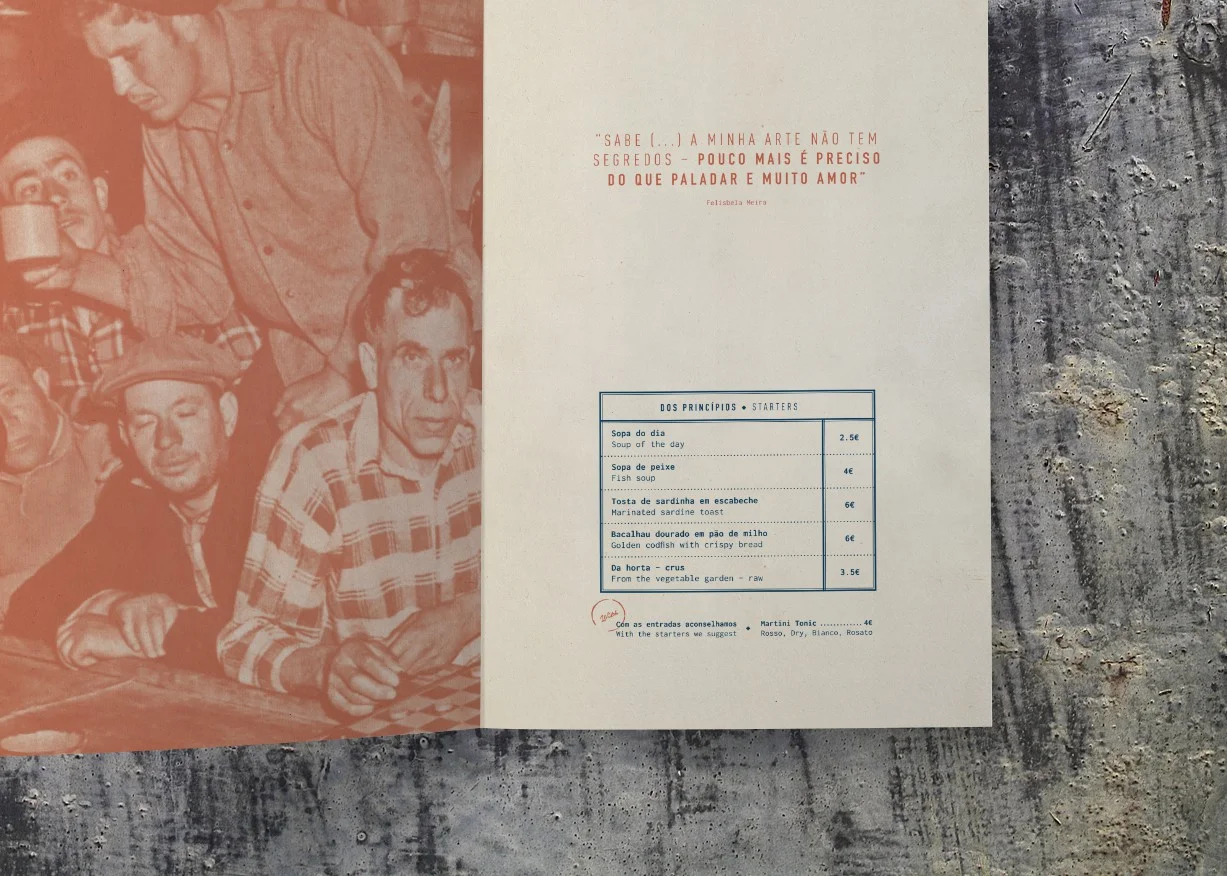 "SABE (...) A MINHA ARTE NÃO TEM
SEGREDOS – POUCO MAIS É PRECISO
DO QUE PALADAR E MUITO AMOR"
Felisbela Meira
DOS PRINCÍPIOS ◆ STARTERS
Sopa do dia
Soup of the day
2.5€
Sopa de peixe
Fish soup
4€
Tosta de sardinha em escabeche
Marinated sardine toast
6€
Bacalhau dourado em pão de milho
Golden codfish with crispy bread
6€
Da horta – crus
From the vegetable garden – raw
3.5€
Com as entradas aconselhamos
With the starters we suggest
◆
Martini Tonic ............. 4€
Rosso, Dry, Bianco, Rosato